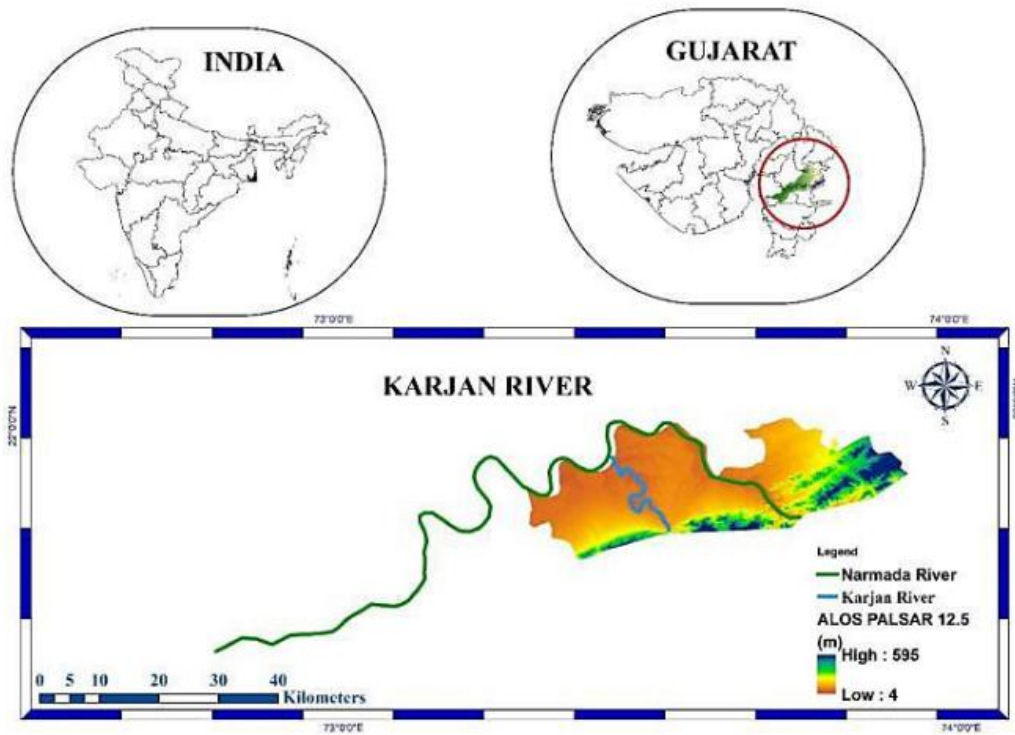 INDIA
GUJARAT
73°0'0"E
74°0'0"E
KARJAN RIVER
N
W
E
S
22°0'0"N
Legend
Narmada River
Karjan River
ALOS PALSAR 12.5
(m)
High : 595
Low : 4
0 5 10 20 30 40
Kilometers
73°0'0"E
74°0'0"E